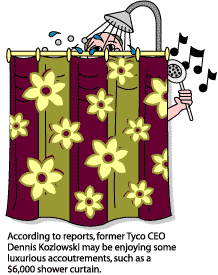 According to reports, former Tyco CEO
Dennis Kozlowski may be enjoying some
luxurious accoutrements, such as a
$6,000 shower curtain.